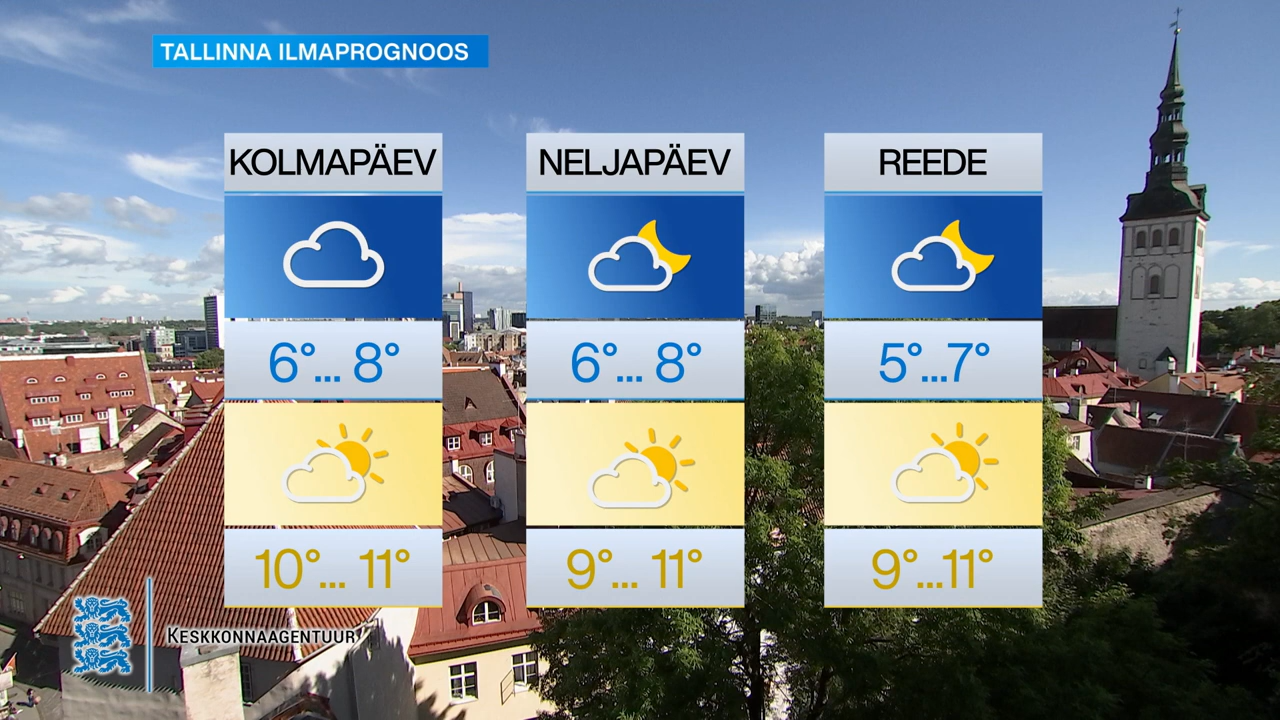 TALLINNA ILMAPROGNOOS
KOLMAPÄEV
6°... 8°
10°... 11°
NELJAPÄEV
6°... 8°
9°... 11°
REEDE
5°...7°
9°...11°
KESKKONNAAGENTUUR